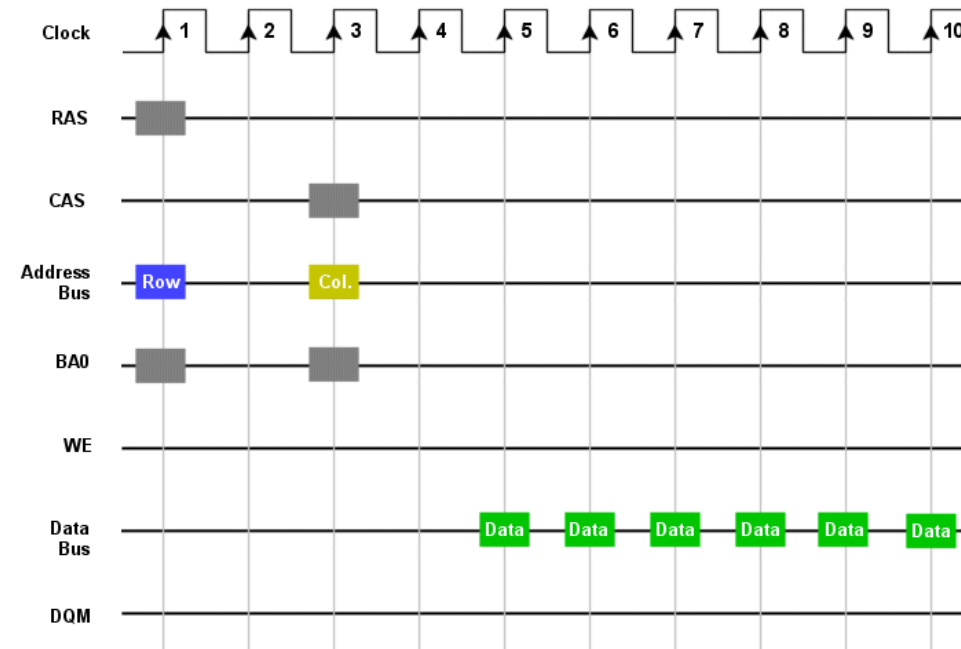 Clock 1 2 3 4 5 6 7 8 9 10
RAS
CAS
Address
Bus
Row Col.
BA0
WE
Data
Bus
Data Data Data Data Data Data
DQM